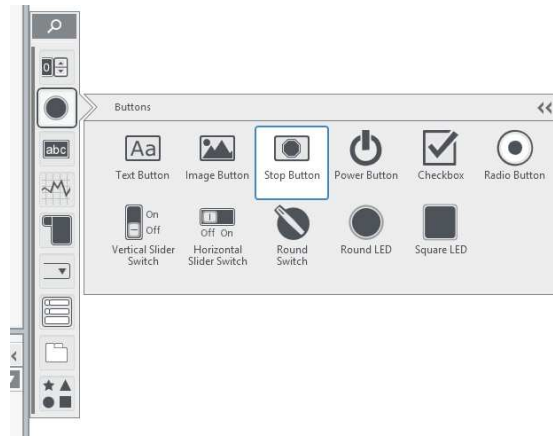 0
Buttons
abc
Aa
Text Button
Image Button
Stop Button
Power Button
Checkbox
Radio Button
On
Off
Off On
Vertical Slider
Switch
Horizontal
Slider Switch
Round
Switch
Round LED
Square LED